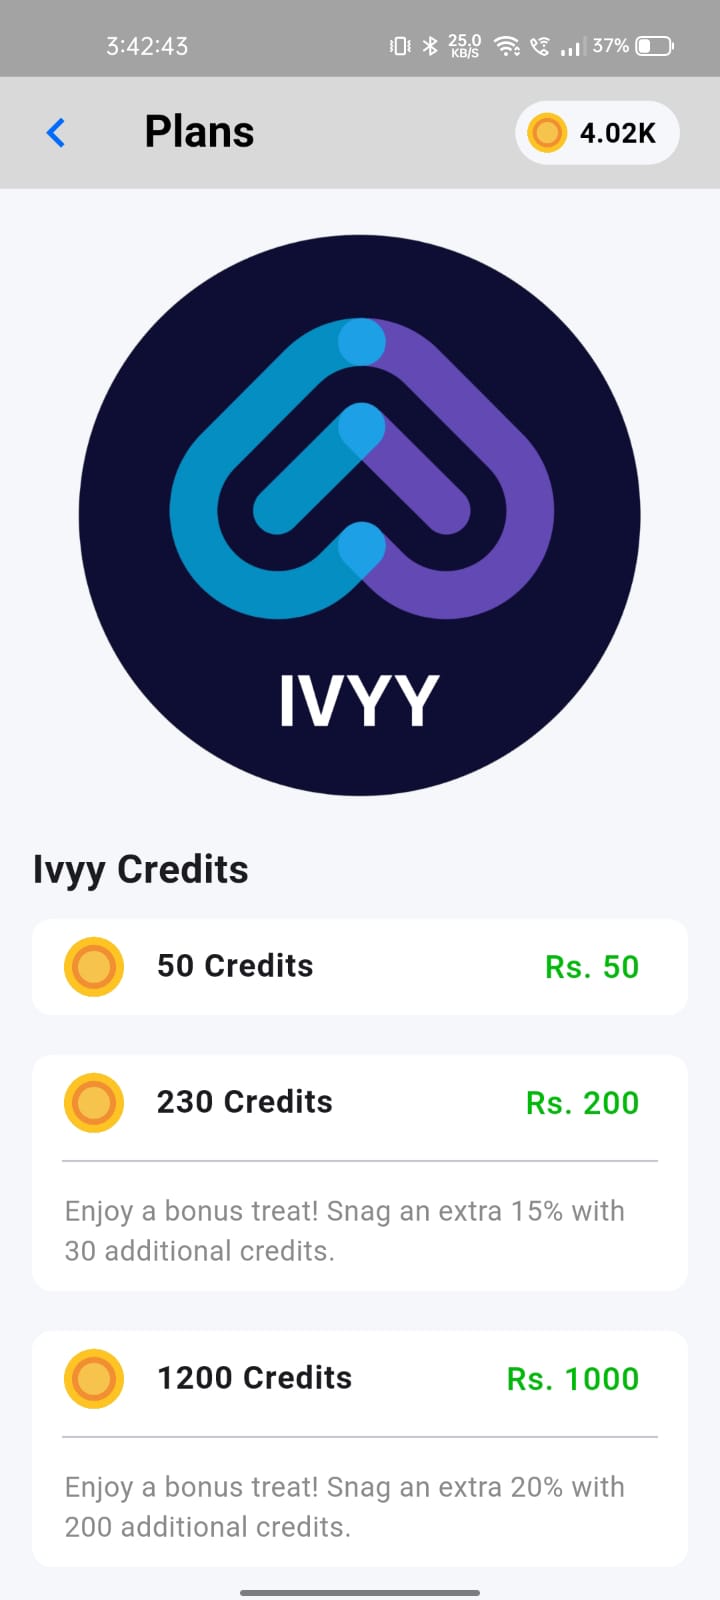 3:42:43
25.0
KB/S
37%
Plans
4.02K
IVYY
Ivyy Credits
50 Credits
Rs. 50
230 Credits
Rs. 200
Enjoy a bonus treat! Snag an extra 15% with
30 additional credits.
1200 Credits
Rs. 1000
Enjoy a bonus treat! Snag an extra 20% with
200 additional credits.